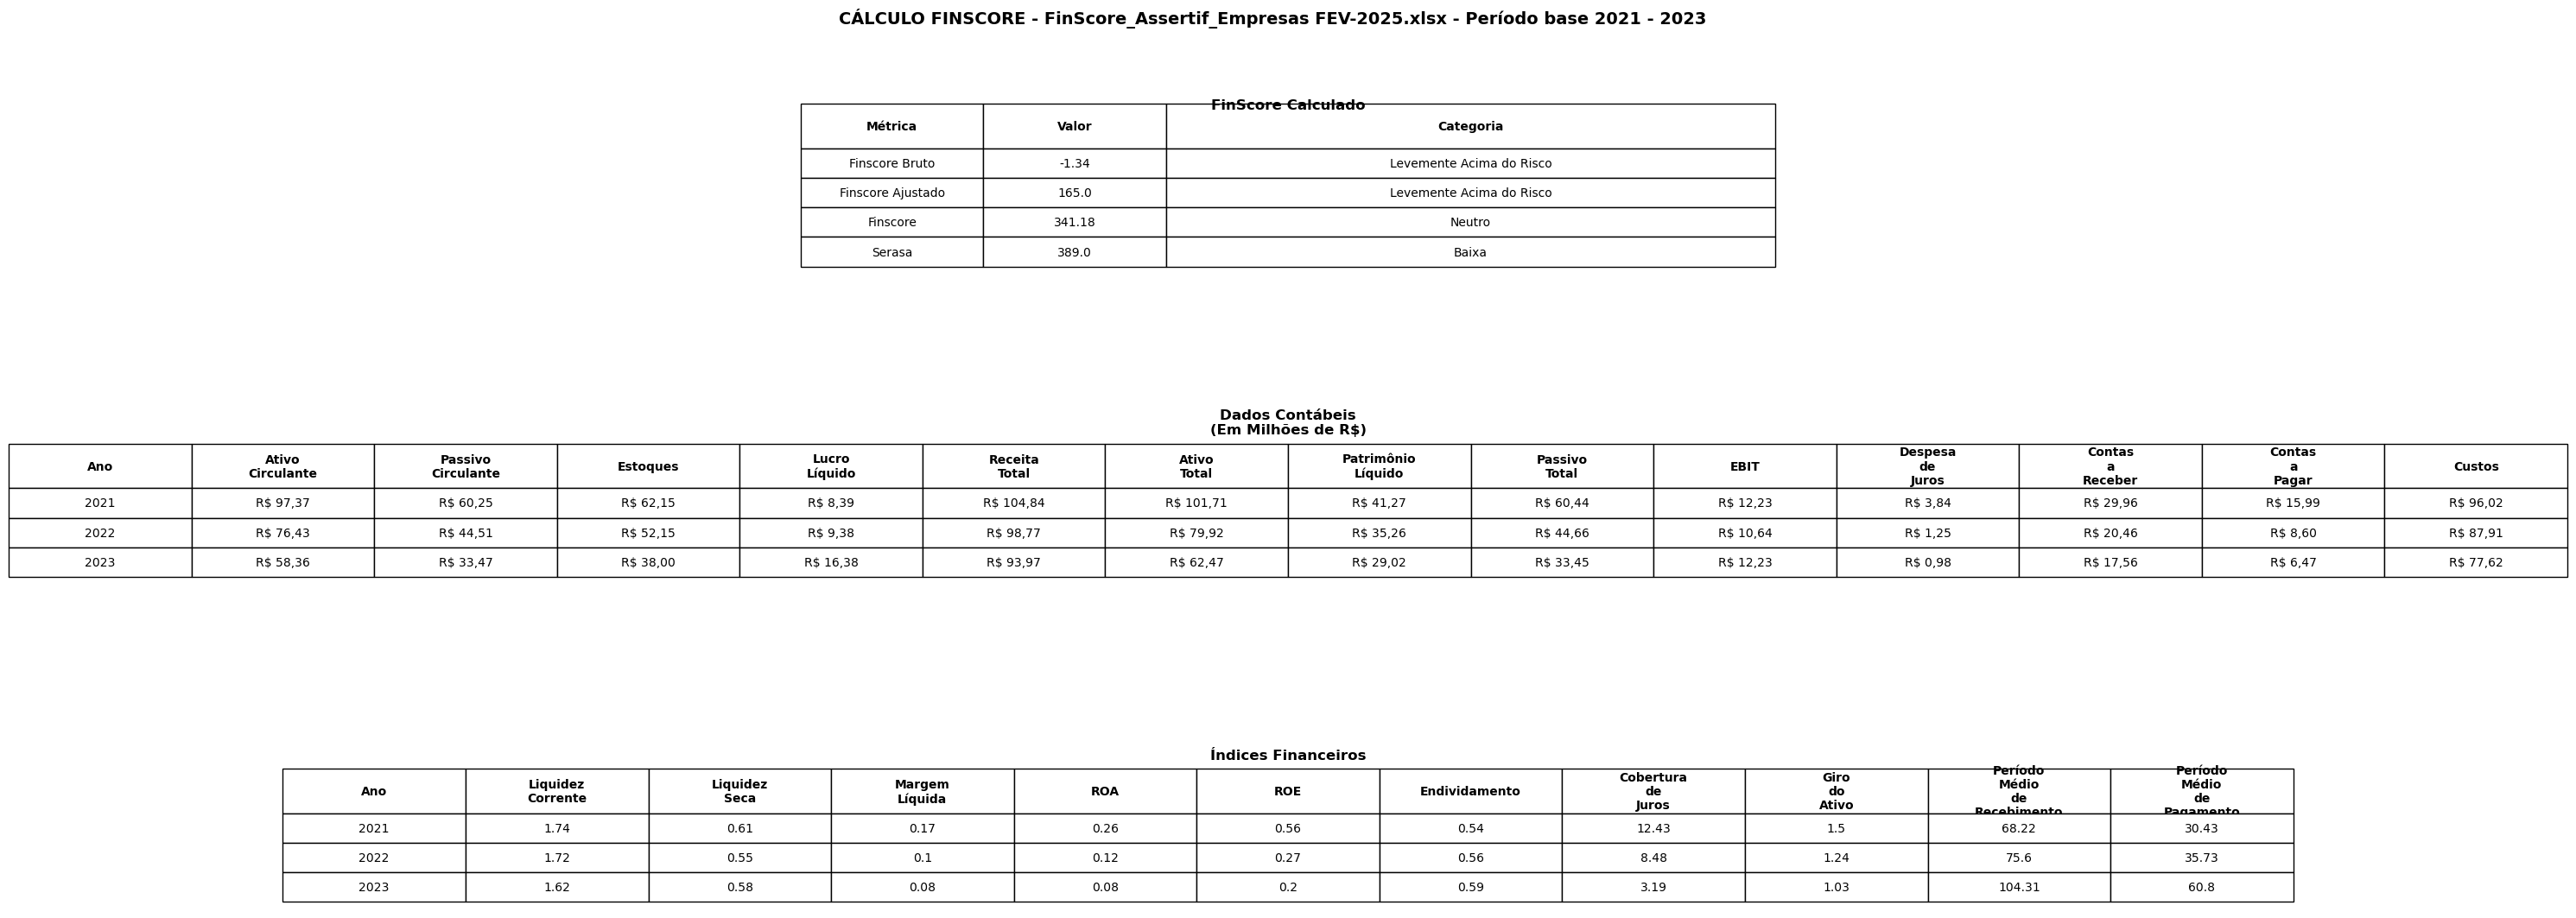 CÁLCULO FINSCORE - FinScore_Assertif_Empresas FEV-2025.xlsx - Período base 2021 - 2023
FinScore Calculado
Métrica Valor Categoria
Finscore Bruto -1.34 Levemente Acima do Risco
Finscore Ajustado 165.0 Levemente Acima do Risco
Finscore 341.18 Neutro
Serasa 389.0 Baixa
Dados Contábeis
(Em Milhões de R$)
Ano Ativo Circulante Passivo Circulante Estoques Lucro Líquido Receita Total Ativo Total Patrimônio Líquido Passivo Total EBIT Despesa de Juros Contas a Receber Contas a Pagar Custos
2021 R$ 97,37 R$ 60,25 R$ 62,15 R$ 8,39 R$ 104,84 R$ 101,71 R$ 41,27 R$ 60,44 R$ 12,23 R$ 3,84 R$ 29,96 R$ 15,99 R$ 96,02
2022 R$ 76,43 R$ 44,51 R$ 52,15 R$ 9,38 R$ 98,77 R$ 79,92 R$ 35,26 R$ 44,66 R$ 10,64 R$ 1,25 R$ 20,46 R$ 8,60 R$ 87,91
2023 R$ 58,36 R$ 33,47 R$ 38,00 R$ 16,38 R$ 93,97 R$ 62,47 R$ 29,02 R$ 33,45 R$ 12,23 R$ 0,98 R$ 17,56 R$ 6,47 R$ 77,62
Índices Financeiros
Ano Liquidez Corrente Liquidez Seca Margem Líquida ROA ROE Endividamento Cobertura de Juros Giro do Ativo Período Médio de Recebimento Período Médio de Pagamento
2021 1.74 0.61 0.17 0.26 0.56 0.54 12.43 1.5 68.22 30.43
2022 1.72 0.55 0.1 0.12 0.27 0.56 8.48 1.24 75.6 35.73
2023 1.62 0.58 0.08 0.08 0.2 0.59 3.19 1.03 104.31 60.8